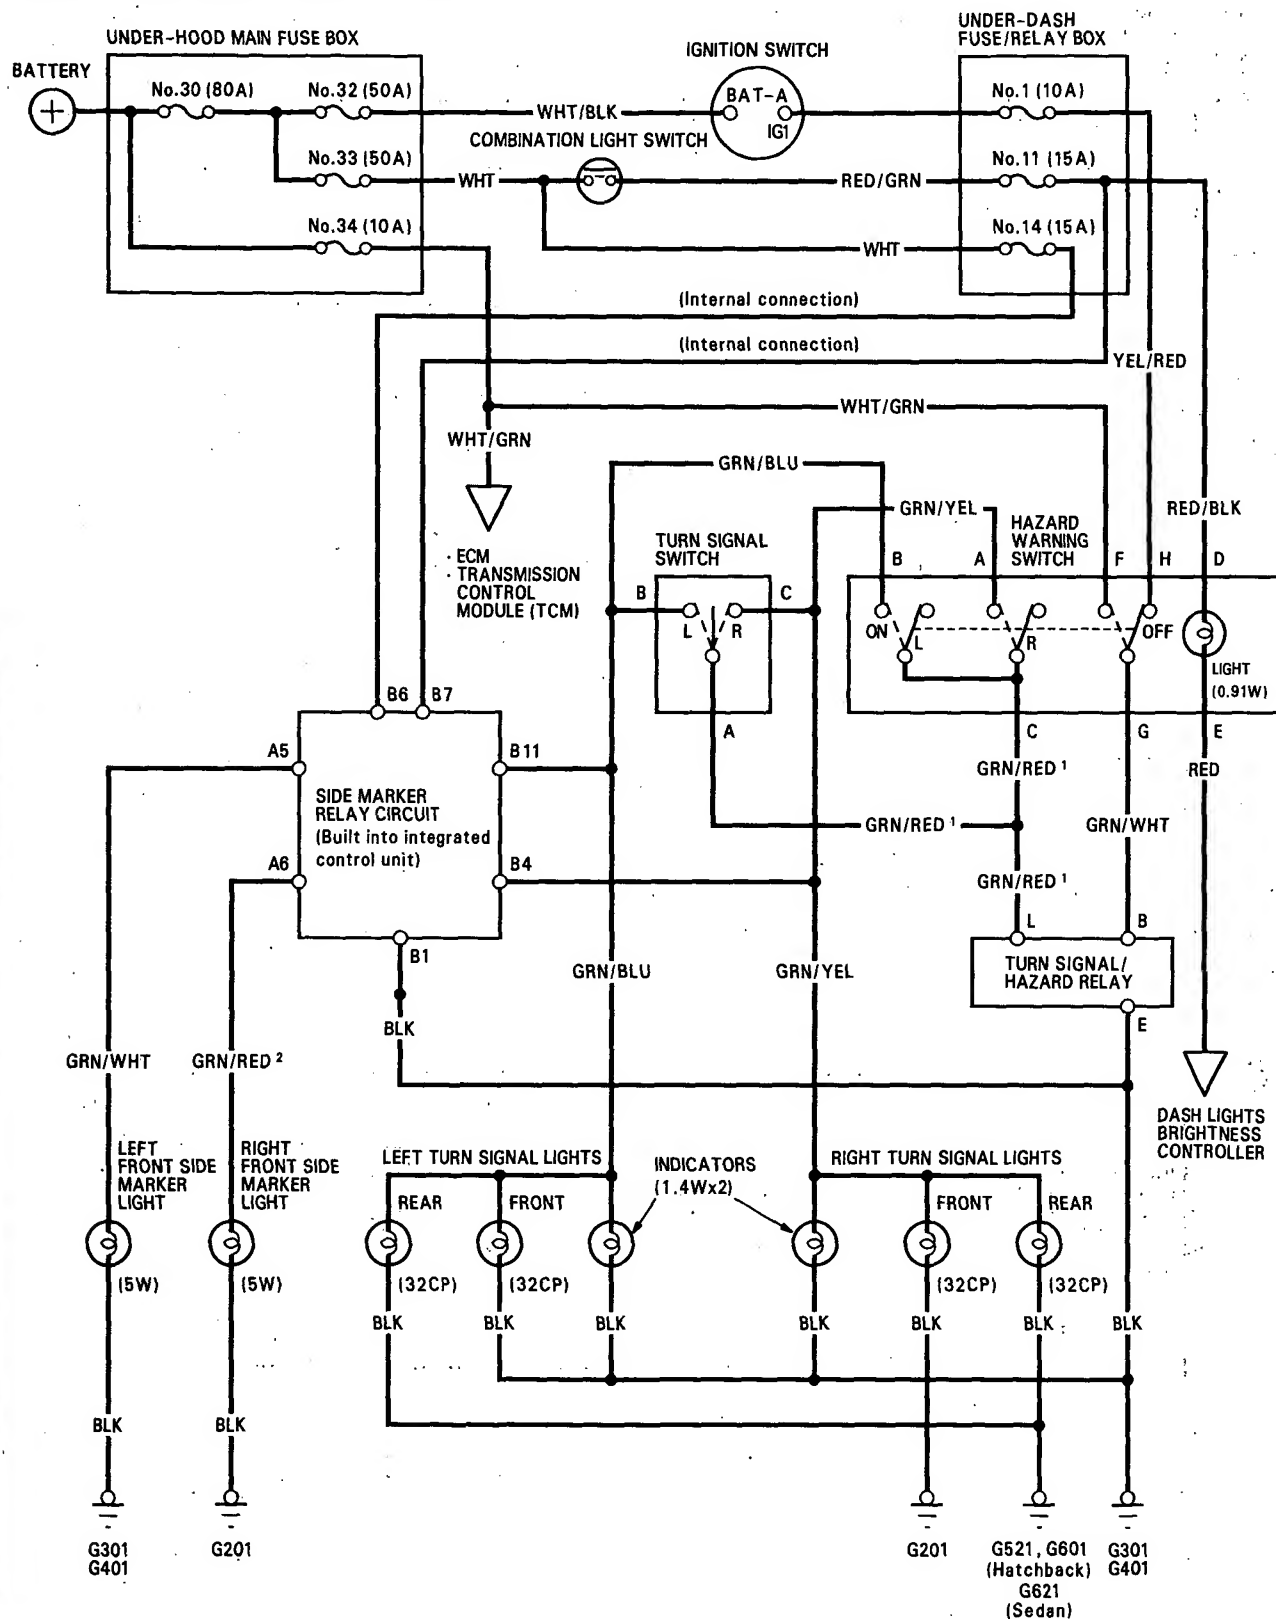 UNDER-DASH
FUSE/RELAY BOX
UNDER-HOOD MAIN FUSE BOX
IGNITION SWITCH
BATTERY
+
No.30 (80A)
No.32 (50A)
WHT/BLK
BAT-A
IG1
No.1 (10A)
COMBINATION LIGHT SWITCH
No.33 (50A)
WHT
RED/GRN
No.11 (15A)
No.34 (10A)
WHT
No.14 (15A)
(Internal connection)
(Internal connection)
YEL/RED
WHT/GRN
WHT/GRN
GRN/BLU
GRN/YEL
RED/BLK
HAZARD
WARNING
SWITCH
TURN SIGNAL
SWITCH
· ECM
· TRANSMISSION
CONTROL
MODULE (TCM)
B
A
F
H
D
B
C
L
R
ON
L
R
OFF
LIGHT
(0.91W)
B6
B7
A
C
G
E
A5
B11
GRN/RED 1
RED
SIDE MARKER
RELAY CIRCUIT
(Built into integrated
control unit)
GRN/RED 1
GRN/WHT
A6
B4
GRN/RED 1
B1
L
B
GRN/BLU
GRN/YEL
TURN SIGNAL/
HAZARD RELAY
BLK
E
GRN/WHT
GRN/RED 2
DASH LIGHTS
BRIGHTNESS
CONTROLLER
LEFT
FRONT SIDE
MARKER
LIGHT
RIGHT
FRONT SIDE
MARKER
LIGHT
LEFT TURN SIGNAL LIGHTS
INDICATORS
(1.4Wx2)
RIGHT TURN SIGNAL LIGHTS
REAR
FRONT
FRONT
REAR
(5W)
(5W)
(32CP)
(32CP)
(32CP)
(32CP)
BLK
BLK
BLK
BLK
BLK
BLK
BLK
BLK
BLK
G301
G401
G201
G201
G521, G601
(Hatchback)
G621
(Sedan)
G301
G401